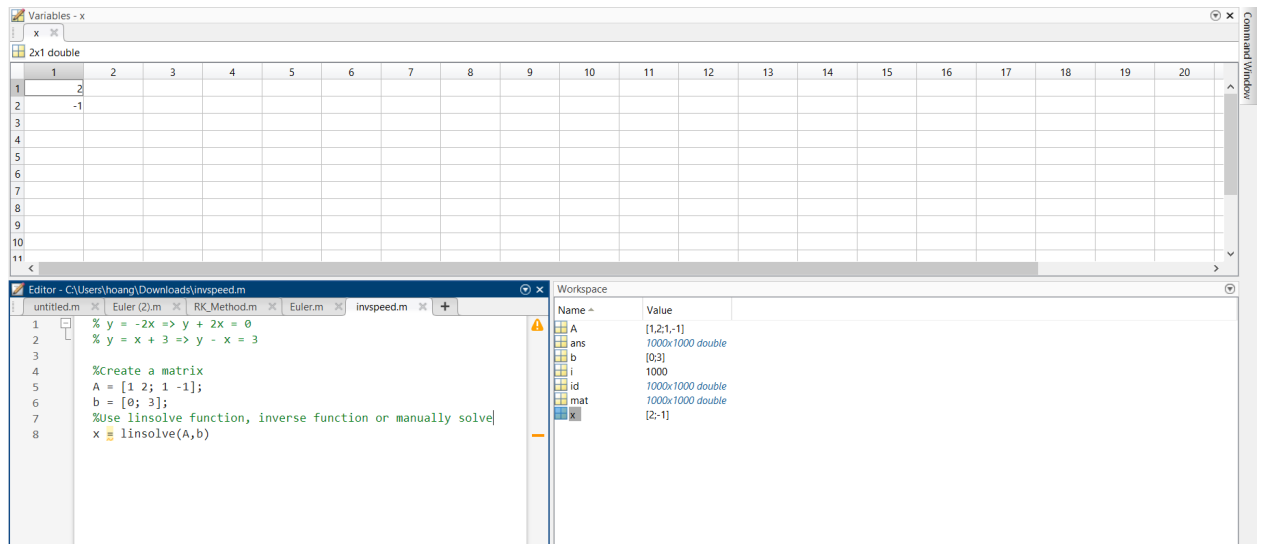 Variables - x
x
2x1 double
1 2 3 4 5 6 7 8 9 10 11 12 13 14 15 16 17 18 19 20
1 2
2 -1
3
4
5
6
7
8
9
10
11
Command Window
Editor - C:\Users\hoang\Downloads\invspeed.m
untitled.m Euler (2).m RK_Method.m Euler.m invspeed.m +
1 % y = -2x => y + 2x = 0
2 % y = x + 3 => y - x = 3
3
4 %Create a matrix
5 A = [1 2; 1 -1];
6 b = [0; 3];
7 %Use linsolve function, inverse function or manually solve
8 x = linsolve(A,b)
Workspace
Name Value
A [1,2;1,-1]
ans 1000x1000 double
b [0;3]
i 1000
id 1000x1000 double
mat 1000x1000 double
x [2;-1]